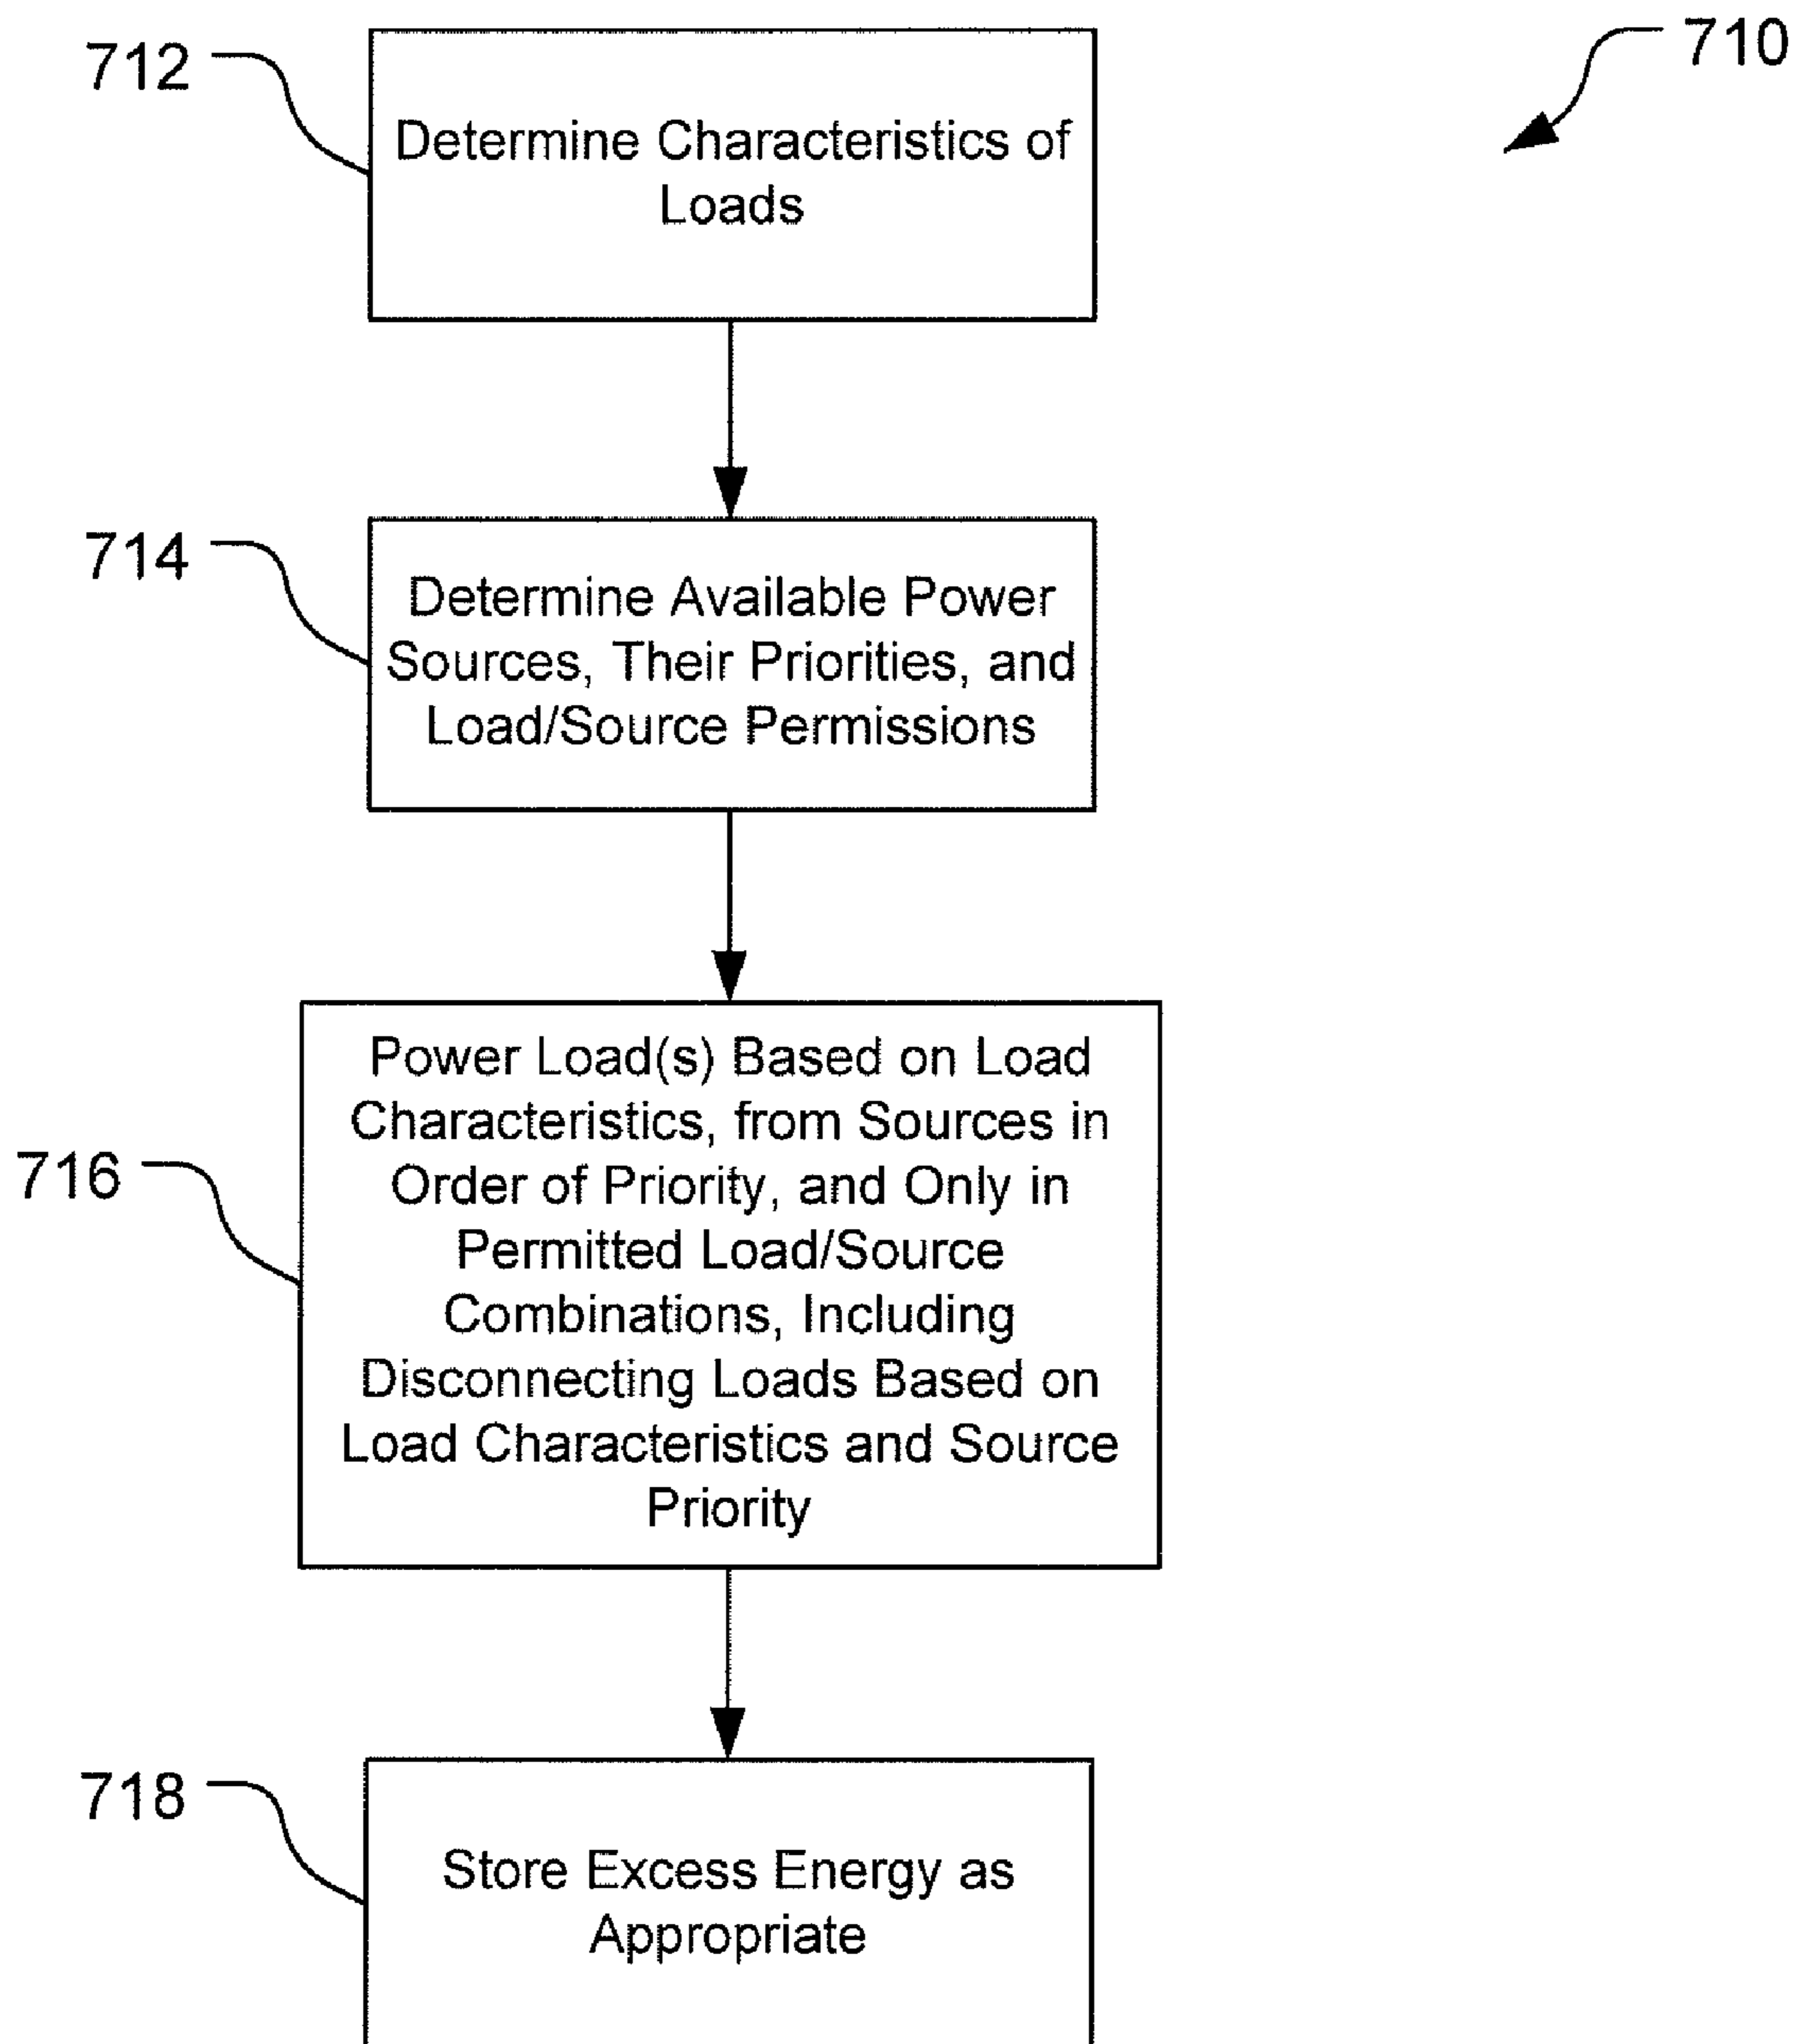 710
712
Determine Characteristics of
Loads
714
Determine Available Power
Sources, Their Priorities, and
Load/Source Permissions
716
Power Load(s) Based on Load
Characteristics, from Sources in
Order of Priority, and Only in
Permitted Load/Source
Combinations, Including
Disconnecting Loads Based on
Load Characteristics and Source
Priority
718
Store Excess Energy as
Appropriate